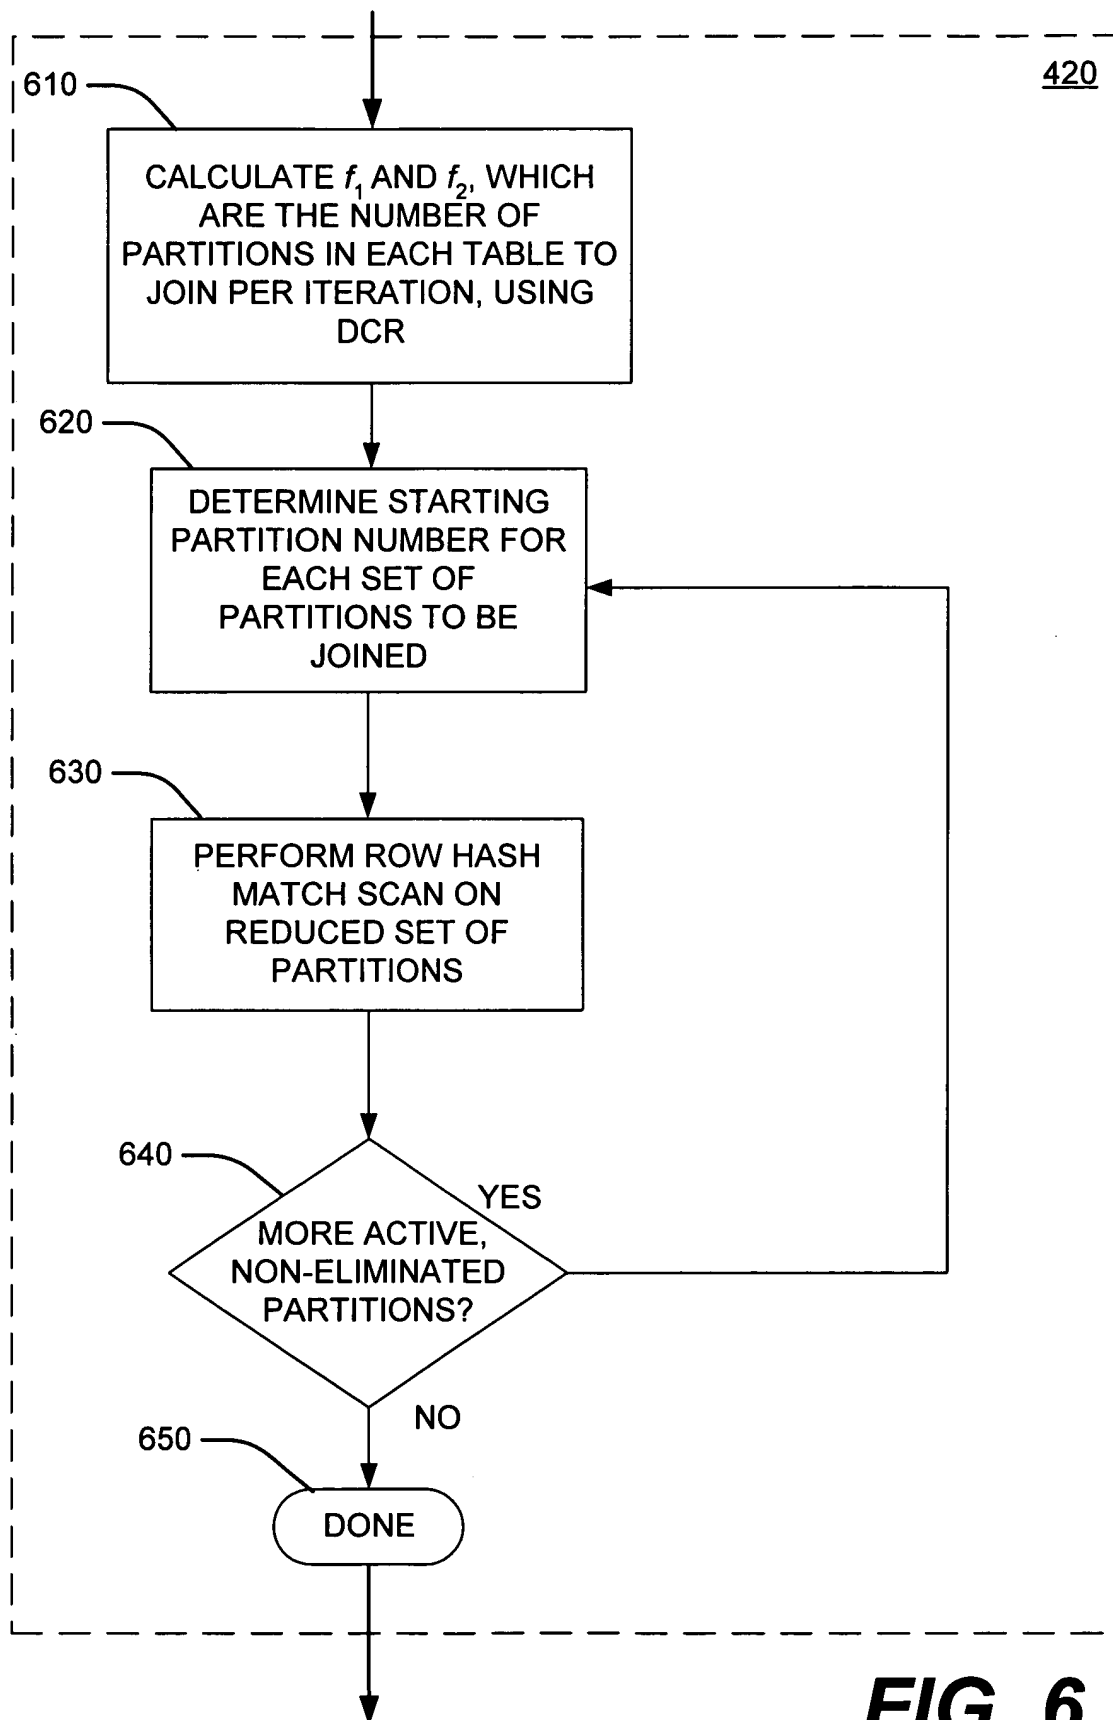 420
610
CALCULATE f1 AND f2, WHICH
ARE THE NUMBER OF
PARTITIONS IN EACH TABLE TO
JOIN PER ITERATION, USING
DCR
620
DETERMINE STARTING
PARTITION NUMBER FOR
EACH SET OF
PARTITIONS TO BE
JOINED
630
PERFORM ROW HASH
MATCH SCAN ON
REDUCED SET OF
PARTITIONS
640
YES
MORE ACTIVE,
NON-ELIMINATED
PARTITIONS?
NO
650
DONE
FIG. 6